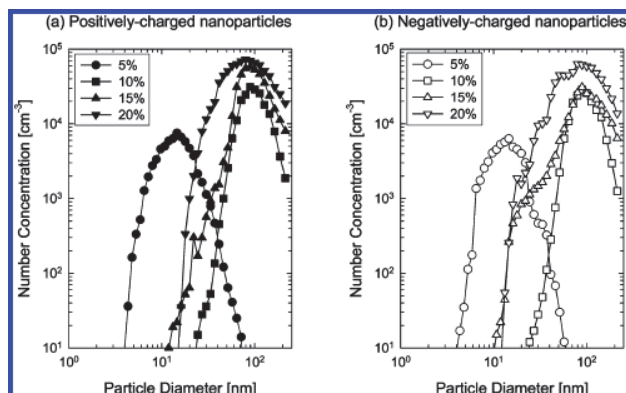 (a) Positively-charged nanoparticles
(b) Negatively-charged nanoparticles
Number Concentration [cm⁻³]
10⁵
10⁴
10³
10²
10¹
5%
10%
15%
20%
10⁰ 10¹ 10²
Particle Diameter [nm]
Number Concentration [cm⁻³]
10⁵
10⁴
10³
10²
10¹
5%
10%
15%
20%
10⁰ 10¹ 10²
Particle Diameter [nm]